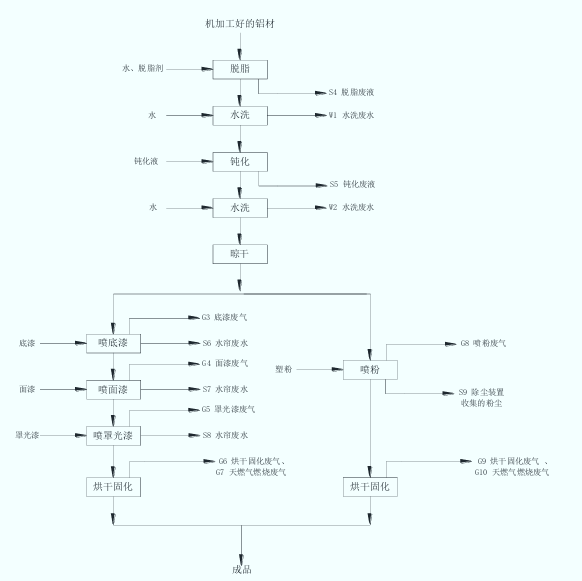 机加工好的铝材
水、脱脂剂
脱脂
S4 脱脂废液
水
水洗
W1 水洗废水
钝化液
钝化
S5 钝化废液
水
水洗
W2 水洗废水
晾干
G3 底漆废气
底漆
喷底漆
S6 水帘废水
G8 喷粉废气
G4 面漆废气
塑粉
喷粉
面漆
喷面漆
S7 水帘废水
S9 除尘装置
收集的粉尘
G5 罩光漆废气
罩光漆
喷罩光漆
S8 水帘废水
G6 烘干固化废气、
G7 天燃气燃烧废气
烘干固化
G9 烘干固化废气 、
G10 天燃气燃烧废气
烘干固化
成品